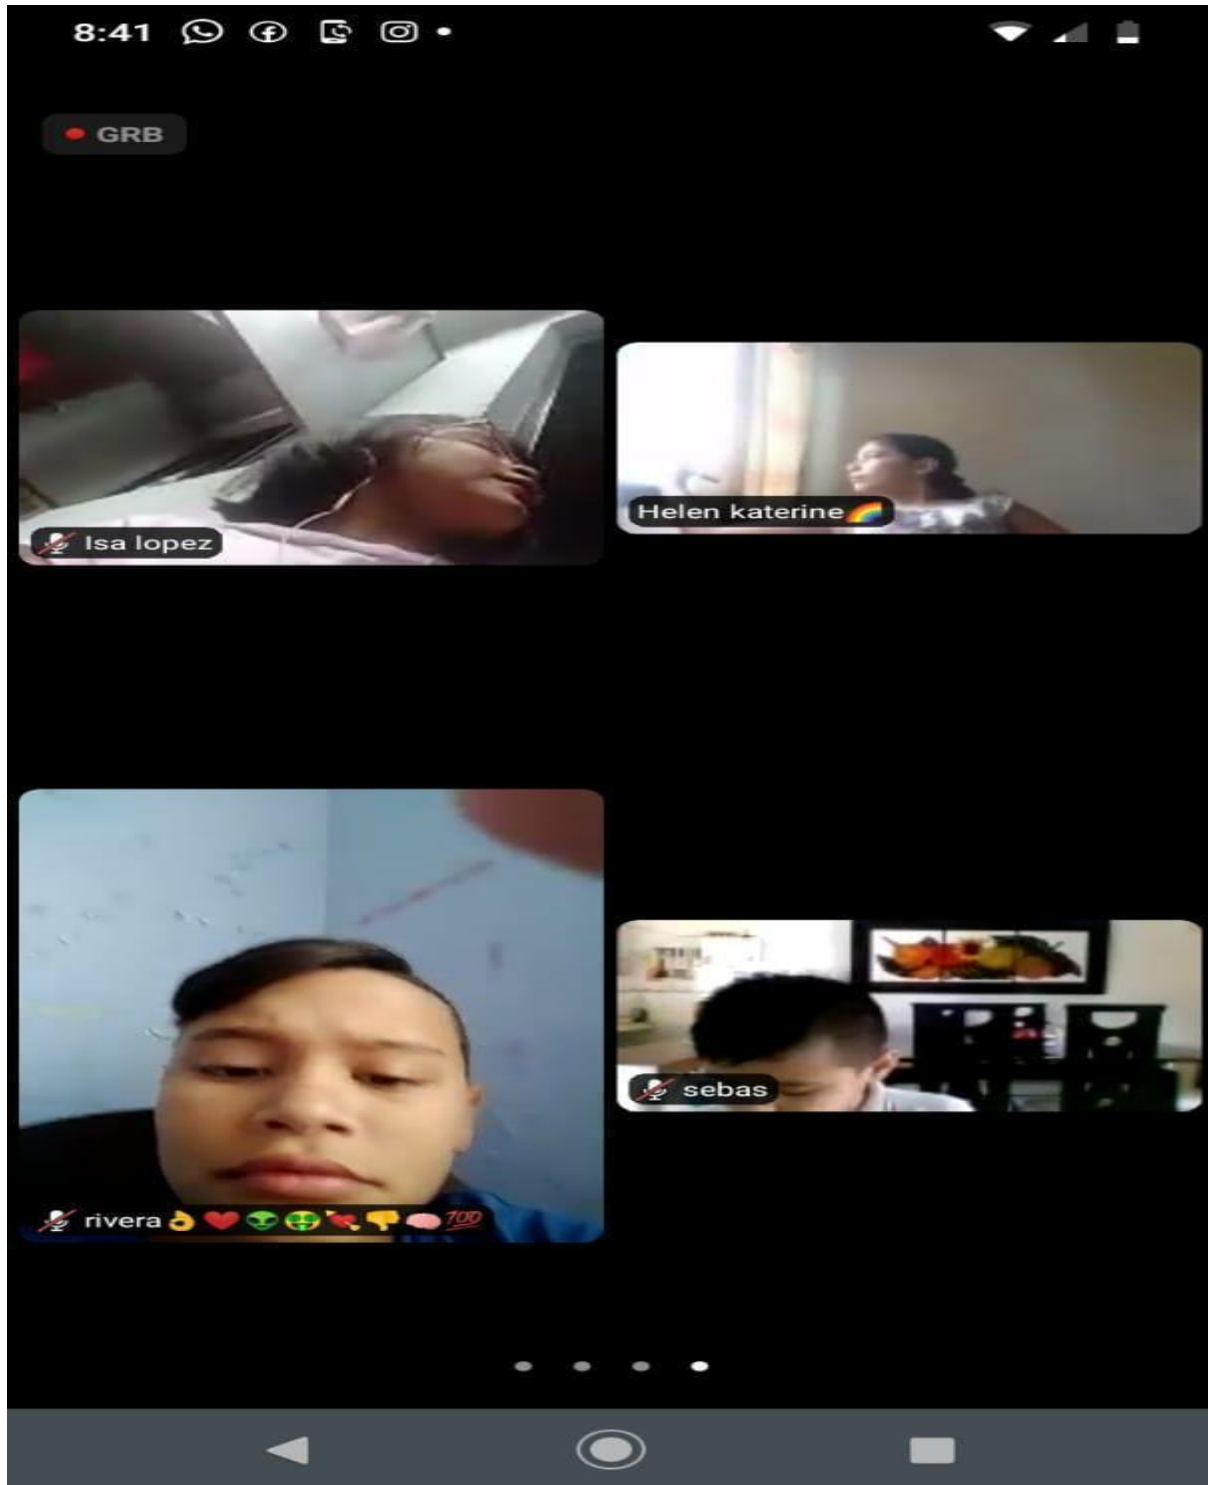 8:41
GRB
Isa lopez
Helen katerine🌈
rivera👌❤️👽🤑💘👎🧠💯
sebas